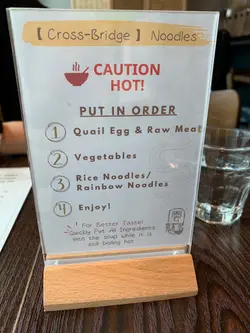 【 Cross-Bridge 】 Noodles
CAUTION
HOT!
PUT IN ORDER
1 Quail Egg & Raw Meat
2 Vegetables
3 Rice Noodles/
Rainbow Noodles
4 Enjoy!
For Better Taste!
Quickly Put All Ingredients
into the soup while it is
still boiling hot